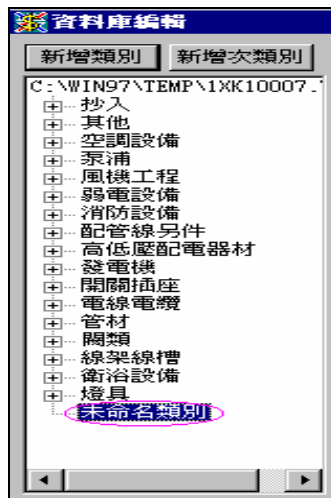 資料庫編輯
新增類別 新增次類別
C:\WIN97\TEMP\1XK10007.
抄入
其他
空調設備
泵浦
風機工程
弱電設備
消防設備
配管線另件
高低壓配電器材
發電機
開關插座
電線電纜
管材
閥類
線架線槽
衛浴設備
燈具
未命名類別